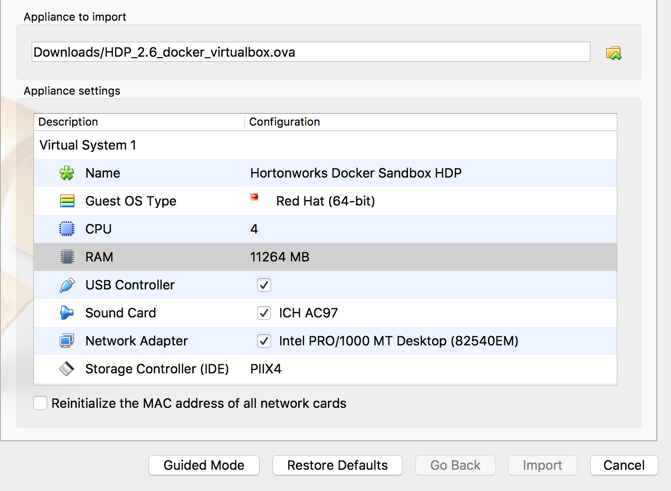 Appliance to import
Downloads/HDP_2.6_docker_virtualbox.ova
Appliance settings
Description Configuration
Virtual System 1
Name Hortonworks Docker Sandbox HDP
Guest OS Type Red Hat (64-bit)
CPU 4
RAM 11264 MB
USB Controller
Sound Card ICH AC97
Network Adapter Intel PRO/1000 MT Desktop (82540EM)
Storage Controller (IDE) PIIX4
Reinitialize the MAC address of all network cards
Guided Mode Restore Defaults Go Back Import Cancel